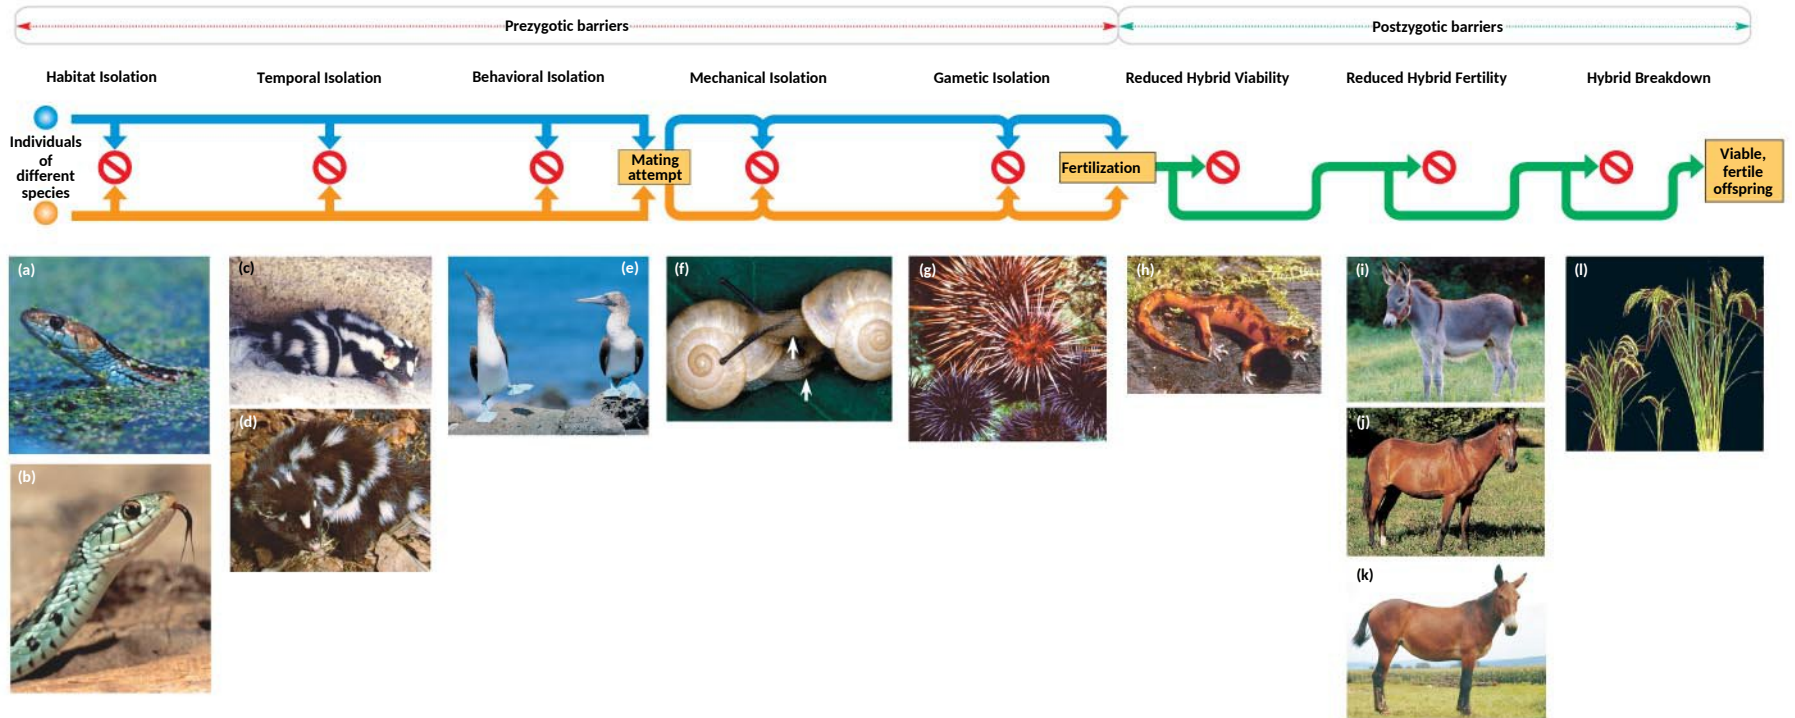 Prezygotic barriers
Postzygotic barriers
Habitat Isolation
Temporal Isolation
Behavioral Isolation
Mechanical Isolation
Gametic Isolation
Reduced Hybrid Viability
Reduced Hybrid Fertility
Hybrid Breakdown
Individuals
of
different
species
Mating
attempt
Fertilization
Viable,
fertile
offspring
(a)
(b)
(c)
(d)
(e)
(f)
(g)
(h)
(i)
(j)
(k)
(l)